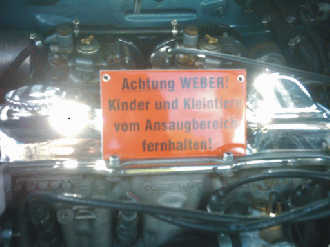 Achtung WEBER!
Kinder und Kleintiere
vom Ansaugbereich
fernhalten!